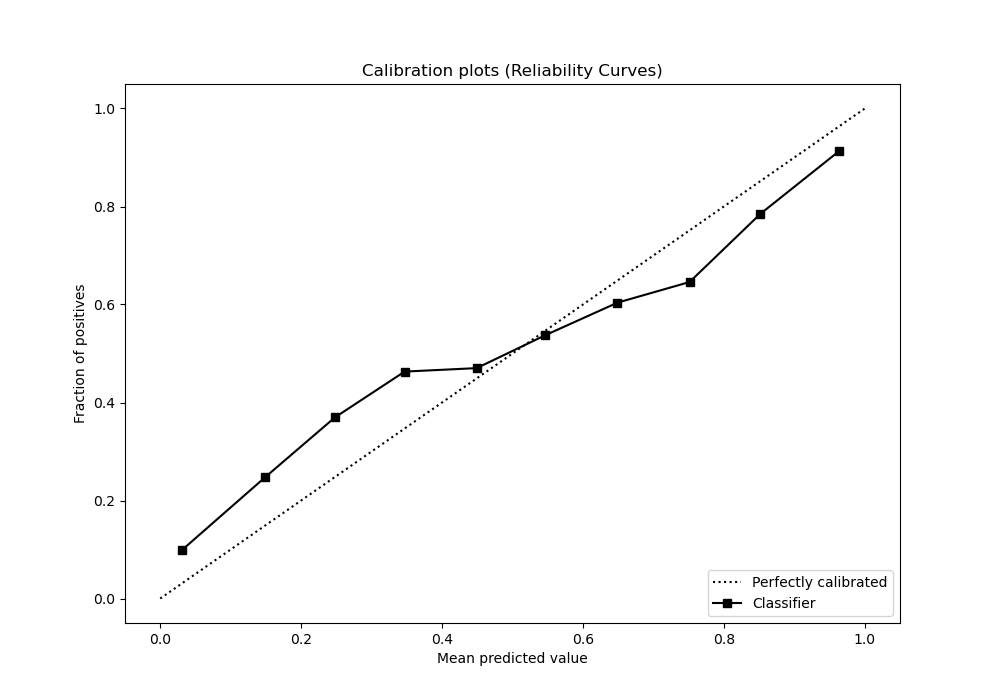 Calibration plots (Reliability Curves)
1.0
0.8
0.6
0.4
0.2
0.0
Fraction of positives
Perfectly calibrated
Classifier
0.0 0.2 0.4 0.6 0.8 1.0
Mean predicted value